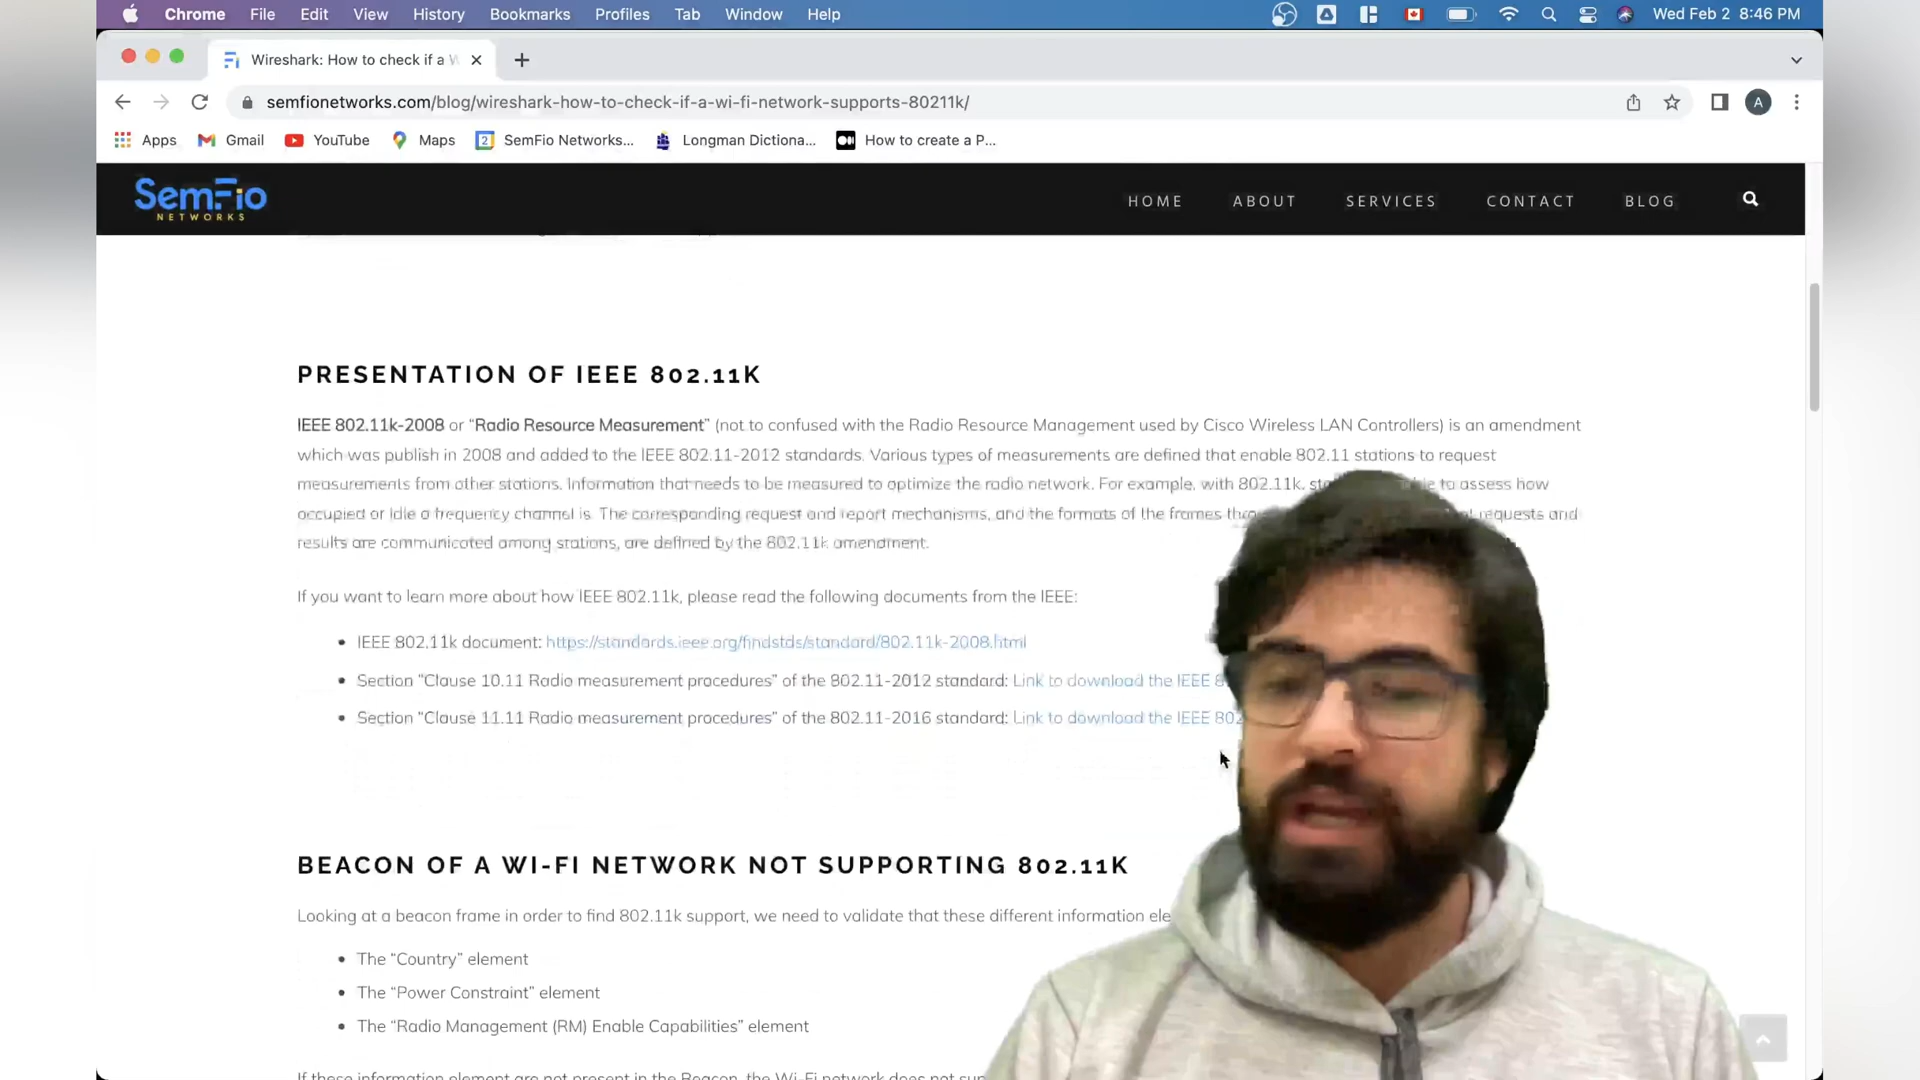 Chrome File Edit View History Bookmarks Profiles Tab Window Help Wed Feb 2 8:46 PM
Wireshark: How to check if a W
semfionetworks.com/blog/wireshark-how-to-check-if-a-wi-fi-network-supports-80211k/ A
Apps Gmail YouTube Maps 2 SemFio Networks... Longman Dictiona... How to create a P...
SemFio
NETWORKS
HOME ABOUT SERVICES CONTACT BLOG
PRESENTATION OF IEEE 802.11K
IEEE 802.11k-2008 or “Radio Resource Measurement” (not to confused with the Radio Resource Management used by Cisco Wireless LAN Controllers) is an amendment
which was publish in 2008 and added to the IEEE 802.11-2012 standards. Various types of measurements are defined that enable 802.11 stations to request
measurements from other stations. Information that needs to be measured to optimize the radio network. For example, with 802.11k, to assess how
occupied or idle a frequency channel is. The corresponding request and report mechanisms, and the formats of the frames requests and
results are communicated among stations, are defined by the 802.11k amendment.
If you want to learn more about how IEEE 802.11k, please read the following documents from the IEEE:
• IEEE 802.11k document: https://standards.ieee.org/findstds/standard/802.11k-2008.html
• Section “Clause 10.11 Radio measurement procedures” of the 802.11-2012 standard: Link to download the IEEE 8
• Section “Clause 11.11 Radio measurement procedures” of the 802.11-2016 standard: Link to download the IEEE 802
BEACON OF A WI-FI NETWORK NOT SUPPORTING 802.11K
Looking at a beacon frame in order to find 802.11k support, we need to validate that these different information ele
• The “Country” element
• The “Power Constraint” element
• The “Radio Management (RM) Enable Capabilities” element
If these information element are not present in the Beacon, the Wi-Fi network does not sup